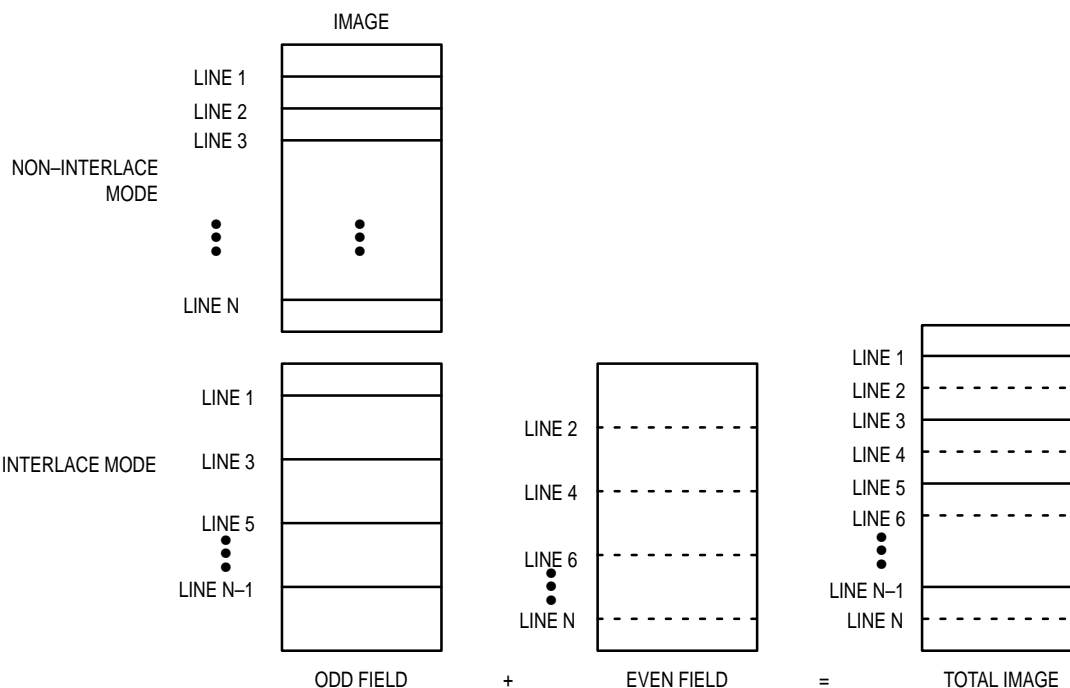 IMAGE
LINE 1
LINE 2
LINE 3
NON–INTERLACE
MODE
LINE N
LINE 1
LINE 3
INTERLACE MODE
LINE 5
LINE N–1
ODD FIELD
+
LINE 2
LINE 4
LINE 6
LINE N
EVEN FIELD
=
LINE 1
LINE 2
LINE 3
LINE 4
LINE 5
LINE 6
LINE N–1
LINE N
TOTAL IMAGE